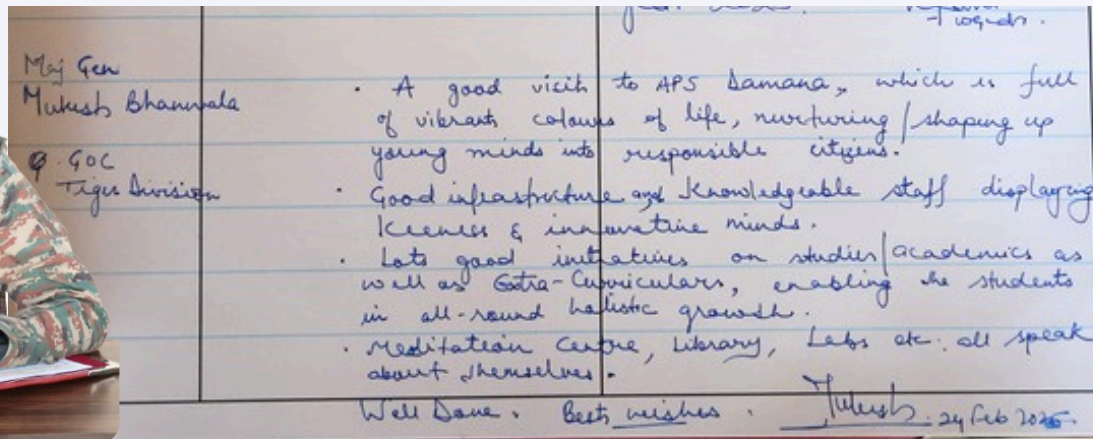 Maj Gen
Mukesh Bhanwala
GOC
Tiger Division
· A good visit to APS Damana, which is full
of vibrant colours of life, nurturing/shaping up
young minds into responsible citizens.
· Good infrastructure and Knowledgeable staff displaying
Keeness & innovative minds.
· Lots good initiatives on studies/academics as
well as Extra-Curriculars, enabling the students
in all-round holistic growth.
· Meditation Centre, Library, Labs etc. all speak
about themselves.
Well Done. Best wishes. Mukesh 24 Feb